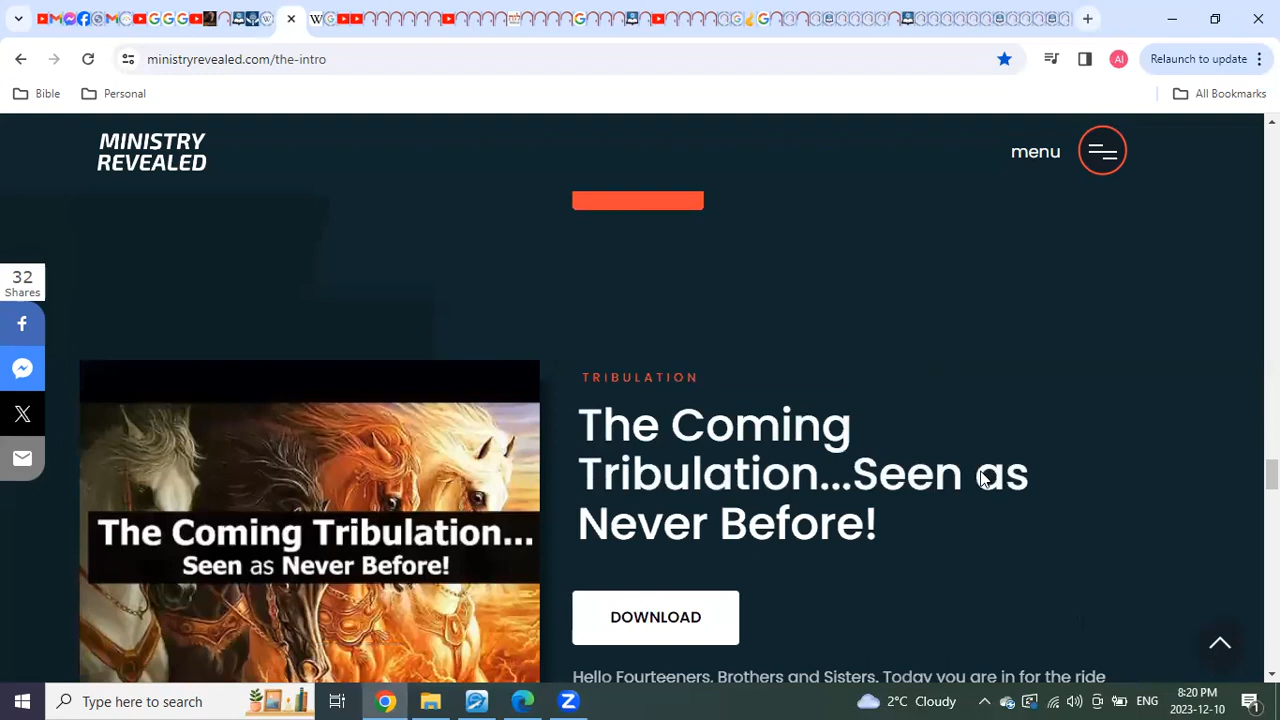 ministryrevealed.com/the-intro
AI
Relaunch to update
Bible
Personal
All Bookmarks
MINISTRY
REVEALED
menu
32
Shares
TRIBULATION
The Coming
Tribulation...Seen as
Never Before!
The Coming Tribulation...
Seen as Never Before!
DOWNLOAD
Hello Fourteeners, Brothers and Sisters. Today you are in for the ride
Type here to search
2°C Cloudy
ENG
8:20 PM
2023-12-10